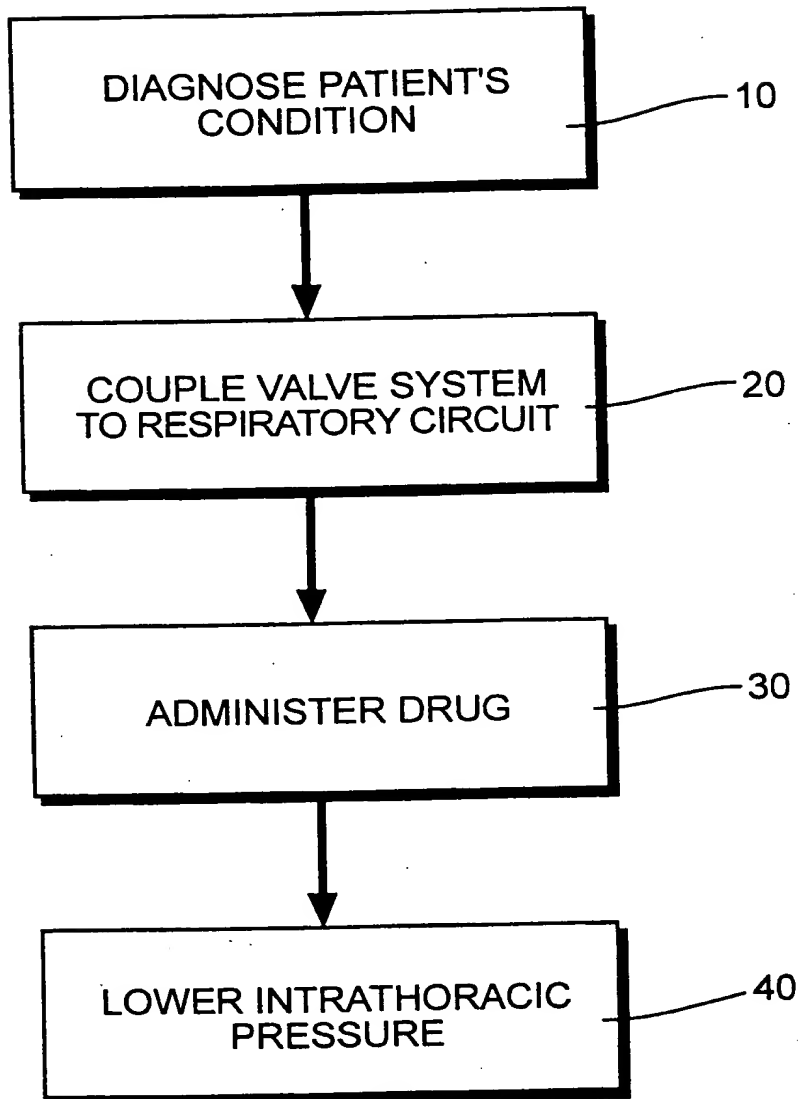 DIAGNOSE PATIENT'S
CONDITION
10
COUPLE VALVE SYSTEM
TO RESPIRATORY CIRCUIT
20
ADMINISTER DRUG
30
LOWER INTRATHORACIC
PRESSURE
40